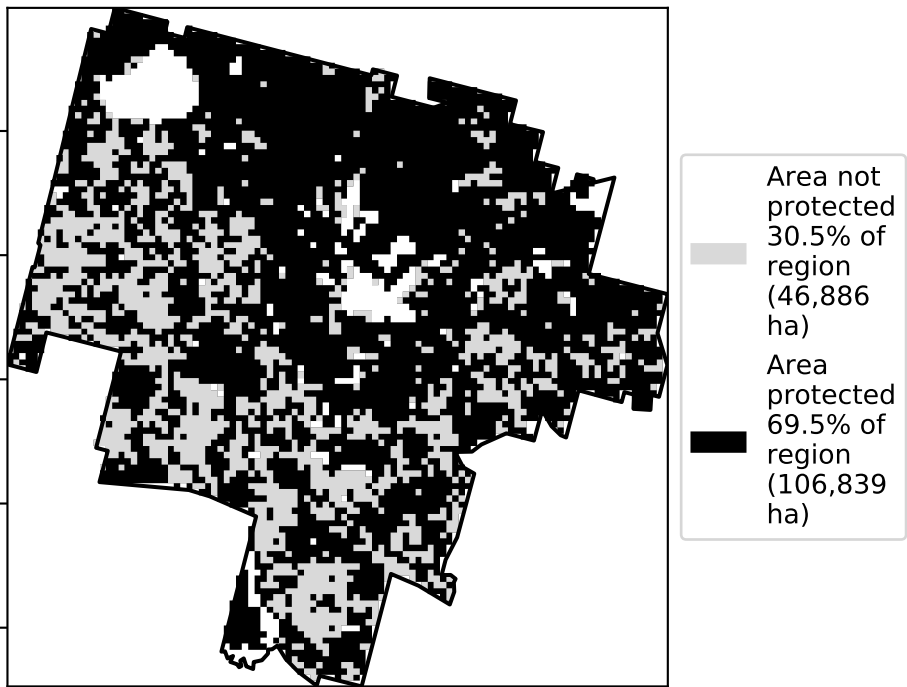 Area not
protected
30.5% of
region
(46,886
ha)
Area
protected
69.5% of
region
(106,839
ha)